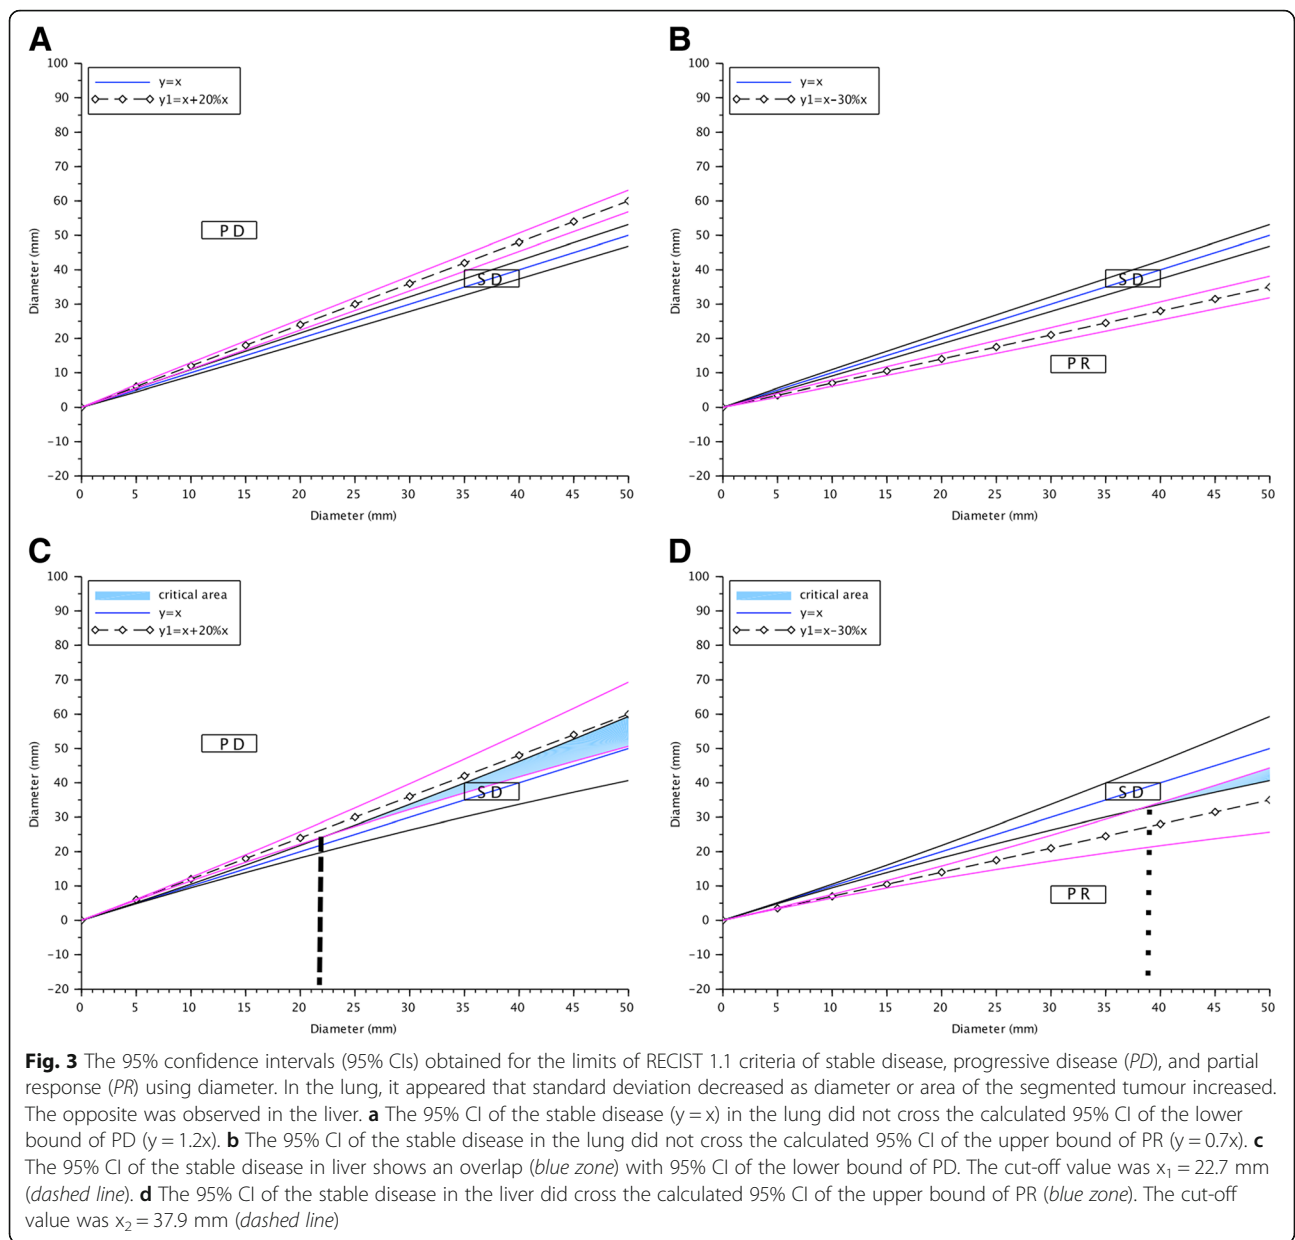 A
B
100
90
80
70
60
50
40
30
20
10
0
−10
−20
Diameter (mm)
y=x
y1=x+20%x
PD
SD
0 5 10 15 20 25 30 35 40 45 50
Diameter (mm)
100
90
80
70
60
50
40
30
20
10
0
−10
−20
Diameter (mm)
y=x
y1=x−30%x
SD
PR
0 5 10 15 20 25 30 35 40 45 50
Diameter (mm)
C
D
100
90
80
70
60
50
40
30
20
10
0
−10
−20
Diameter (mm)
critical area
y=x
y1=x+20%x
PD
SD
0 5 10 15 20 25 30 35 40 45 50
Diameter (mm)
100
90
80
70
60
50
40
30
20
10
0
−10
−20
Diameter (mm)
critical area
y=x
y1=x−30%x
SD
PR
0 5 10 15 20 25 30 35 40 45 50
Diameter (mm)
Fig. 3 The 95% confidence intervals (95% CIs) obtained for the limits of RECIST 1.1 criteria of stable disease, progressive disease (PD), and partial
response (PR) using diameter. In the lung, it appeared that standard deviation decreased as diameter or area of the segmented tumour increased.
The opposite was observed in the liver. a The 95% CI of the stable disease (y = x) in the lung did not cross the calculated 95% CI of the lower
bound of PD (y = 1.2x). b The 95% CI of the stable disease in the lung did not cross the calculated 95% CI of the upper bound of PR (y = 0.7x). c
The 95% CI of the stable disease in liver shows an overlap (blue zone) with 95% CI of the lower bound of PD. The cut-off value was x₁ = 22.7 mm
(dashed line). d The 95% CI of the stable disease in the liver did cross the calculated 95% CI of the upper bound of PR (blue zone). The cut-off
value was x₂ = 37.9 mm (dashed line)